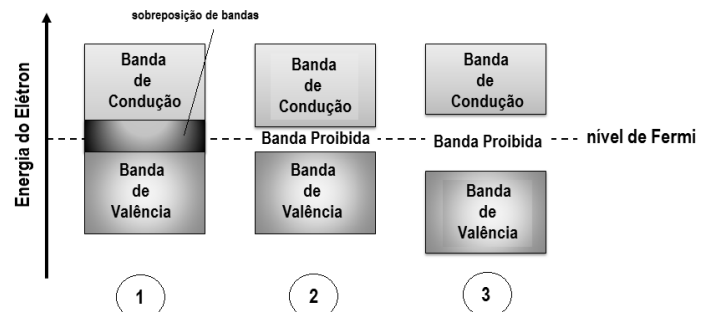 sobreposição de bandas
Energia do Elétron
Banda
de
Condução
Banda
de
Valência
1
Banda
de
Condução
Banda Proibida
Banda
de
Valência
2
Banda
de
Condução
Banda Proibida
Banda
de
Valência
3
nível de Fermi